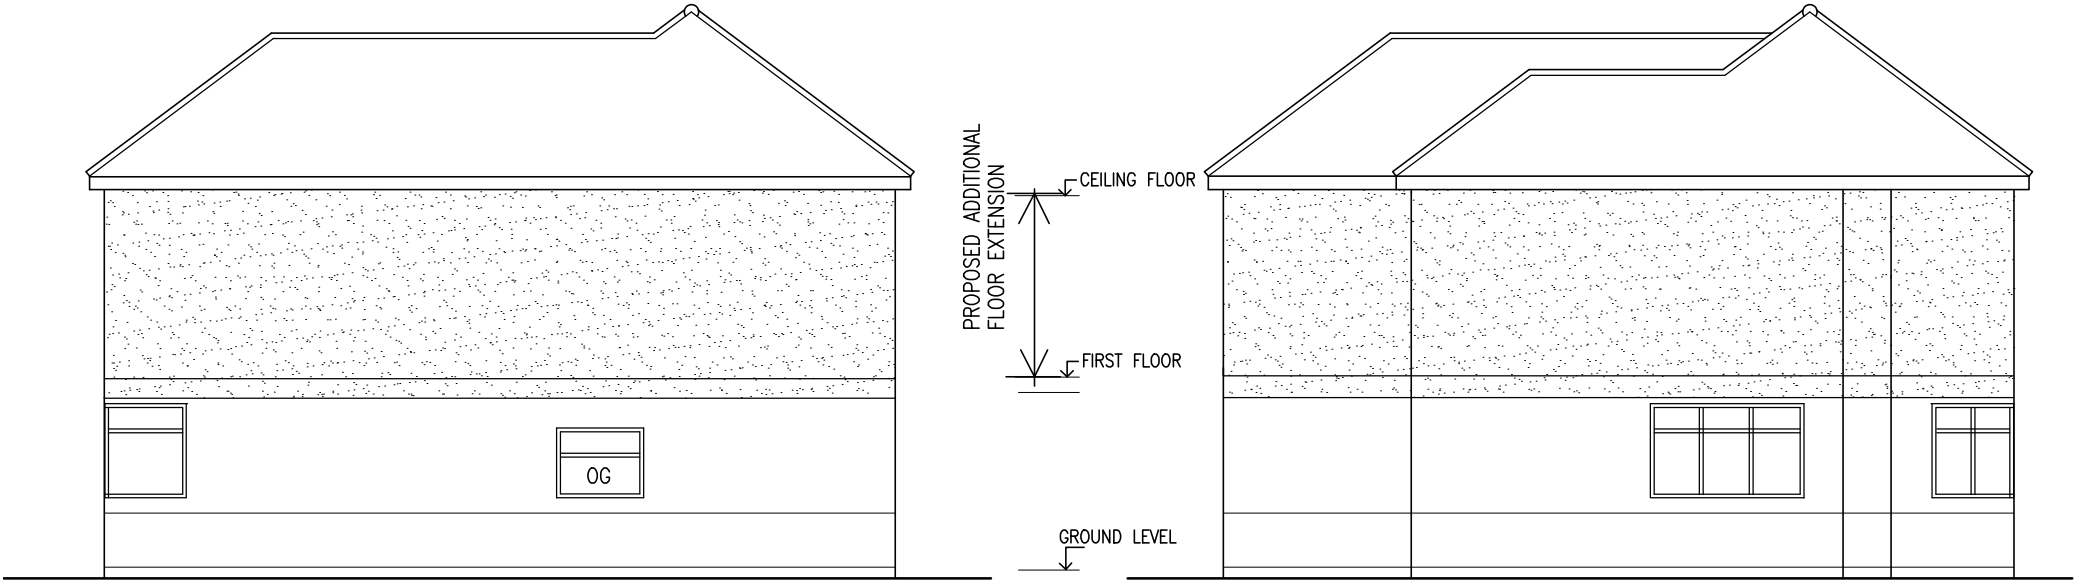 PROPOSED ADDITIONAL
FLOOR EXTENSION
CEILING FLOOR
FIRST FLOOR
OG
GROUND LEVEL